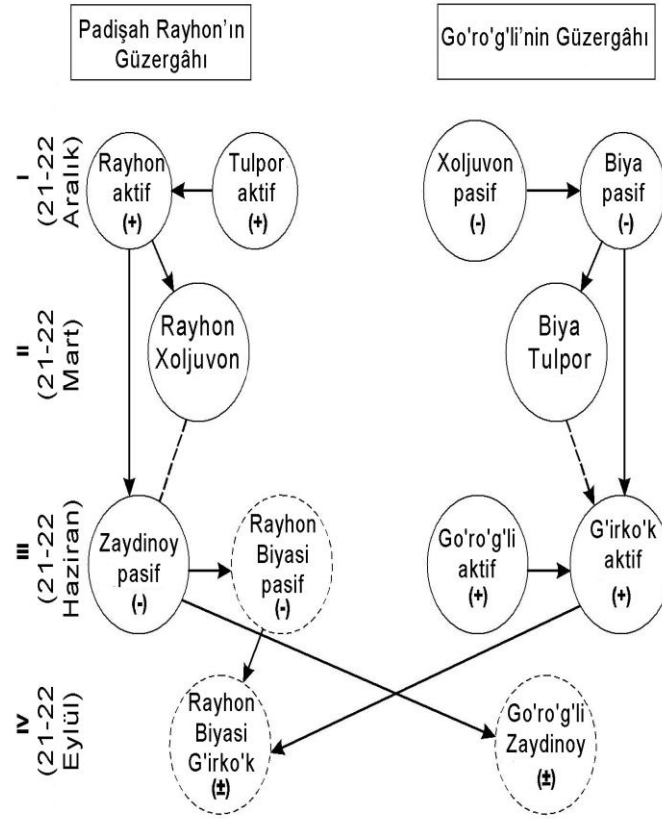 Padişah Rayhon'ın
Güzergâhı
Go'ro'g'li'nin Güzergâhı
I
(21-22
Aralık)
Rayhon
aktif
(+)
Tulpor
aktif
(+)
Xoljuvon
pasif
(-)
Biya
pasif
(-)
II
(21-22
Mart)
Rayhon
Xoljuvon
Biya
Tulpor
III
(21-22
Haziran)
Zaydinoy
pasif
(-)
Rayhon
Biyasi
pasif
(-)
Go'ro'g'li
aktif
(+)
G'irko'k
aktif
(+)
IV
(21-22
Eylül)
Rayhon
Biyasi
G'irko'k
(±)
Go'ro'g'li
Zaydinoy
(±)